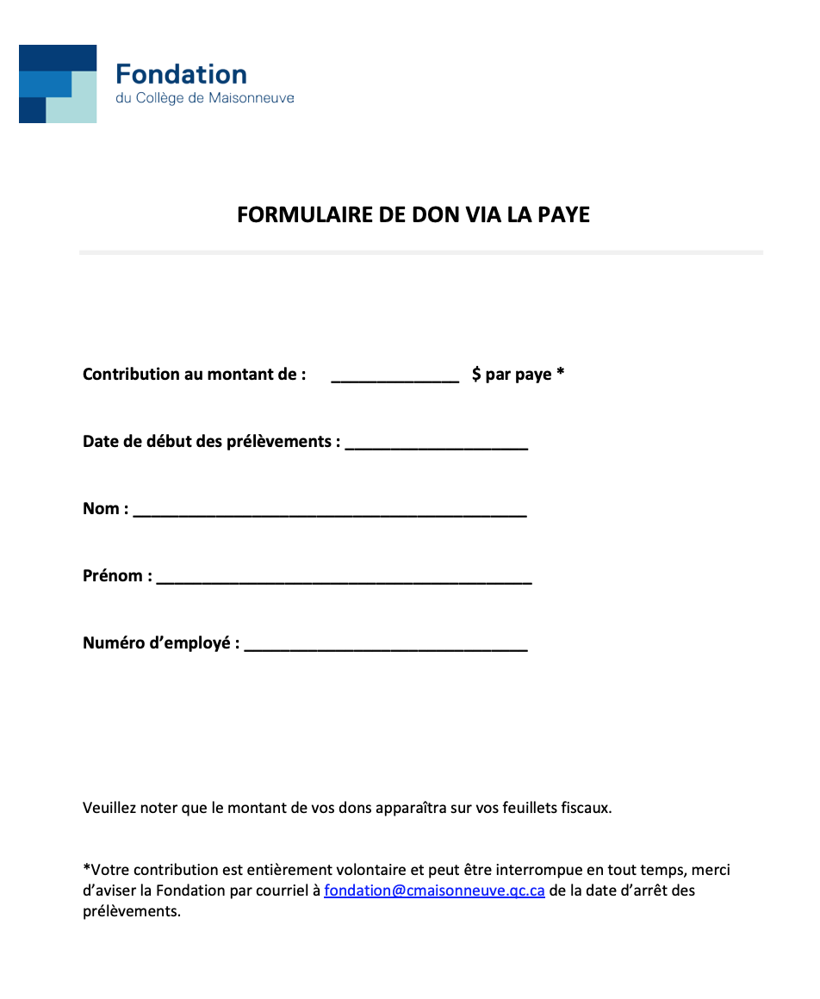 Fondation
du Collège de Maisonneuve
FORMULAIRE DE DON VIA LA PAYE
Contribution au montant de : ______________ $ par paye *
Date de début des prélèvements : ____________________
Nom : ___________________________________________
Prénom : _________________________________________
Numéro d’employé : _______________________________
Veuillez noter que le montant de vos dons apparaîtra sur vos feuillets fiscaux.
*Votre contribution est entièrement volontaire et peut être interrompue en tout temps, merci
d’aviser la Fondation par courriel à fondation@cmaisonneuve.qc.ca de la date d’arrêt des
prélèvements.